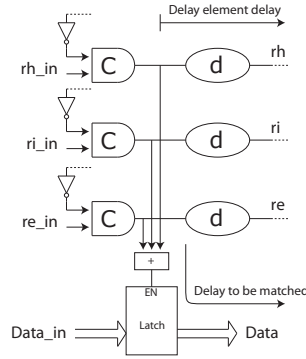 Delay element delay
rh_in
C
d
rh
ri_in
C
d
ri
re_in
C
d
re
+
EN
Delay to be matched
Data_in
Latch
Data